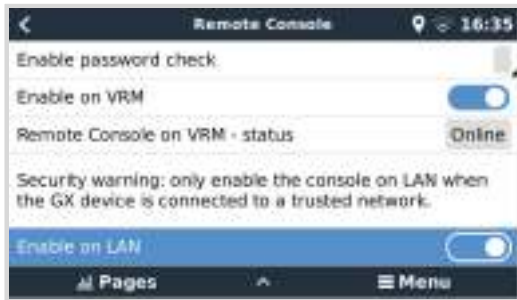 Remote Console 16:35
Enable password check
Enable on VRM
Remote Console on VRM - status Online
Security warning: only enable the console on LAN when
the GX device is connected to a trusted network.
Enable on LAN
Pages Menu